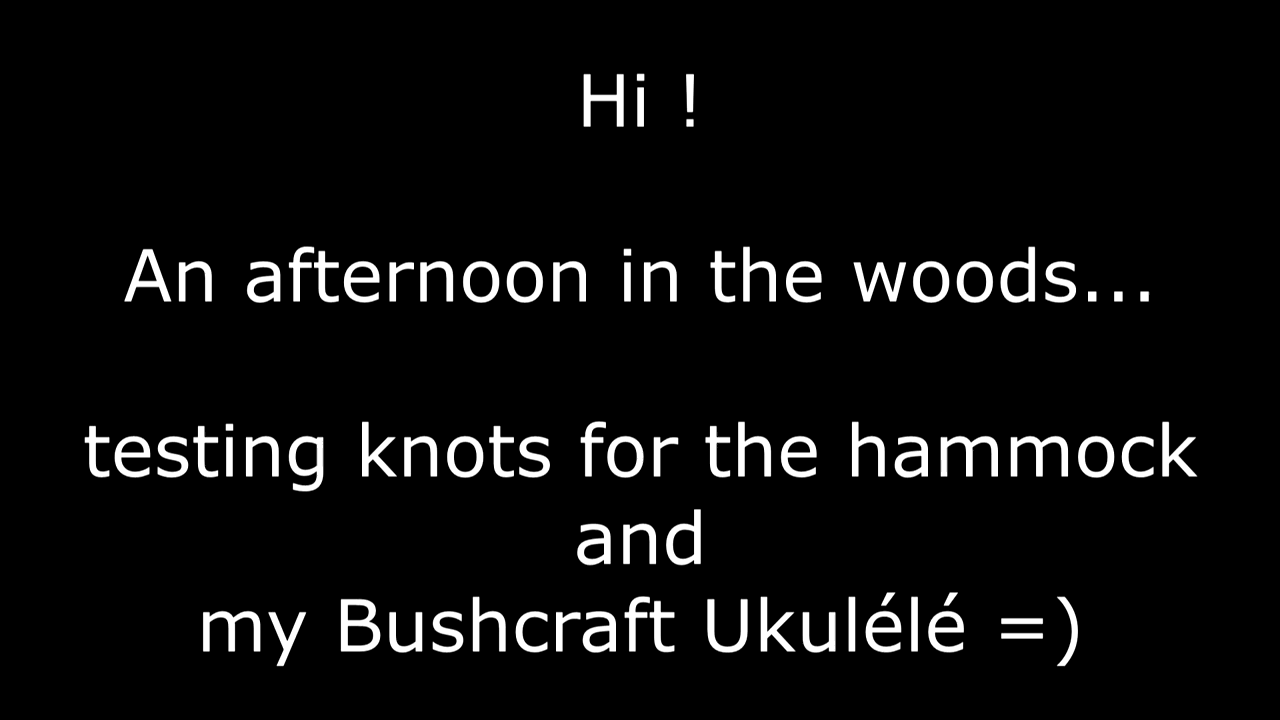 Hi !
An afternoon in the woods...
testing knots for the hammock
and
my Bushcraft Ukulélé =)